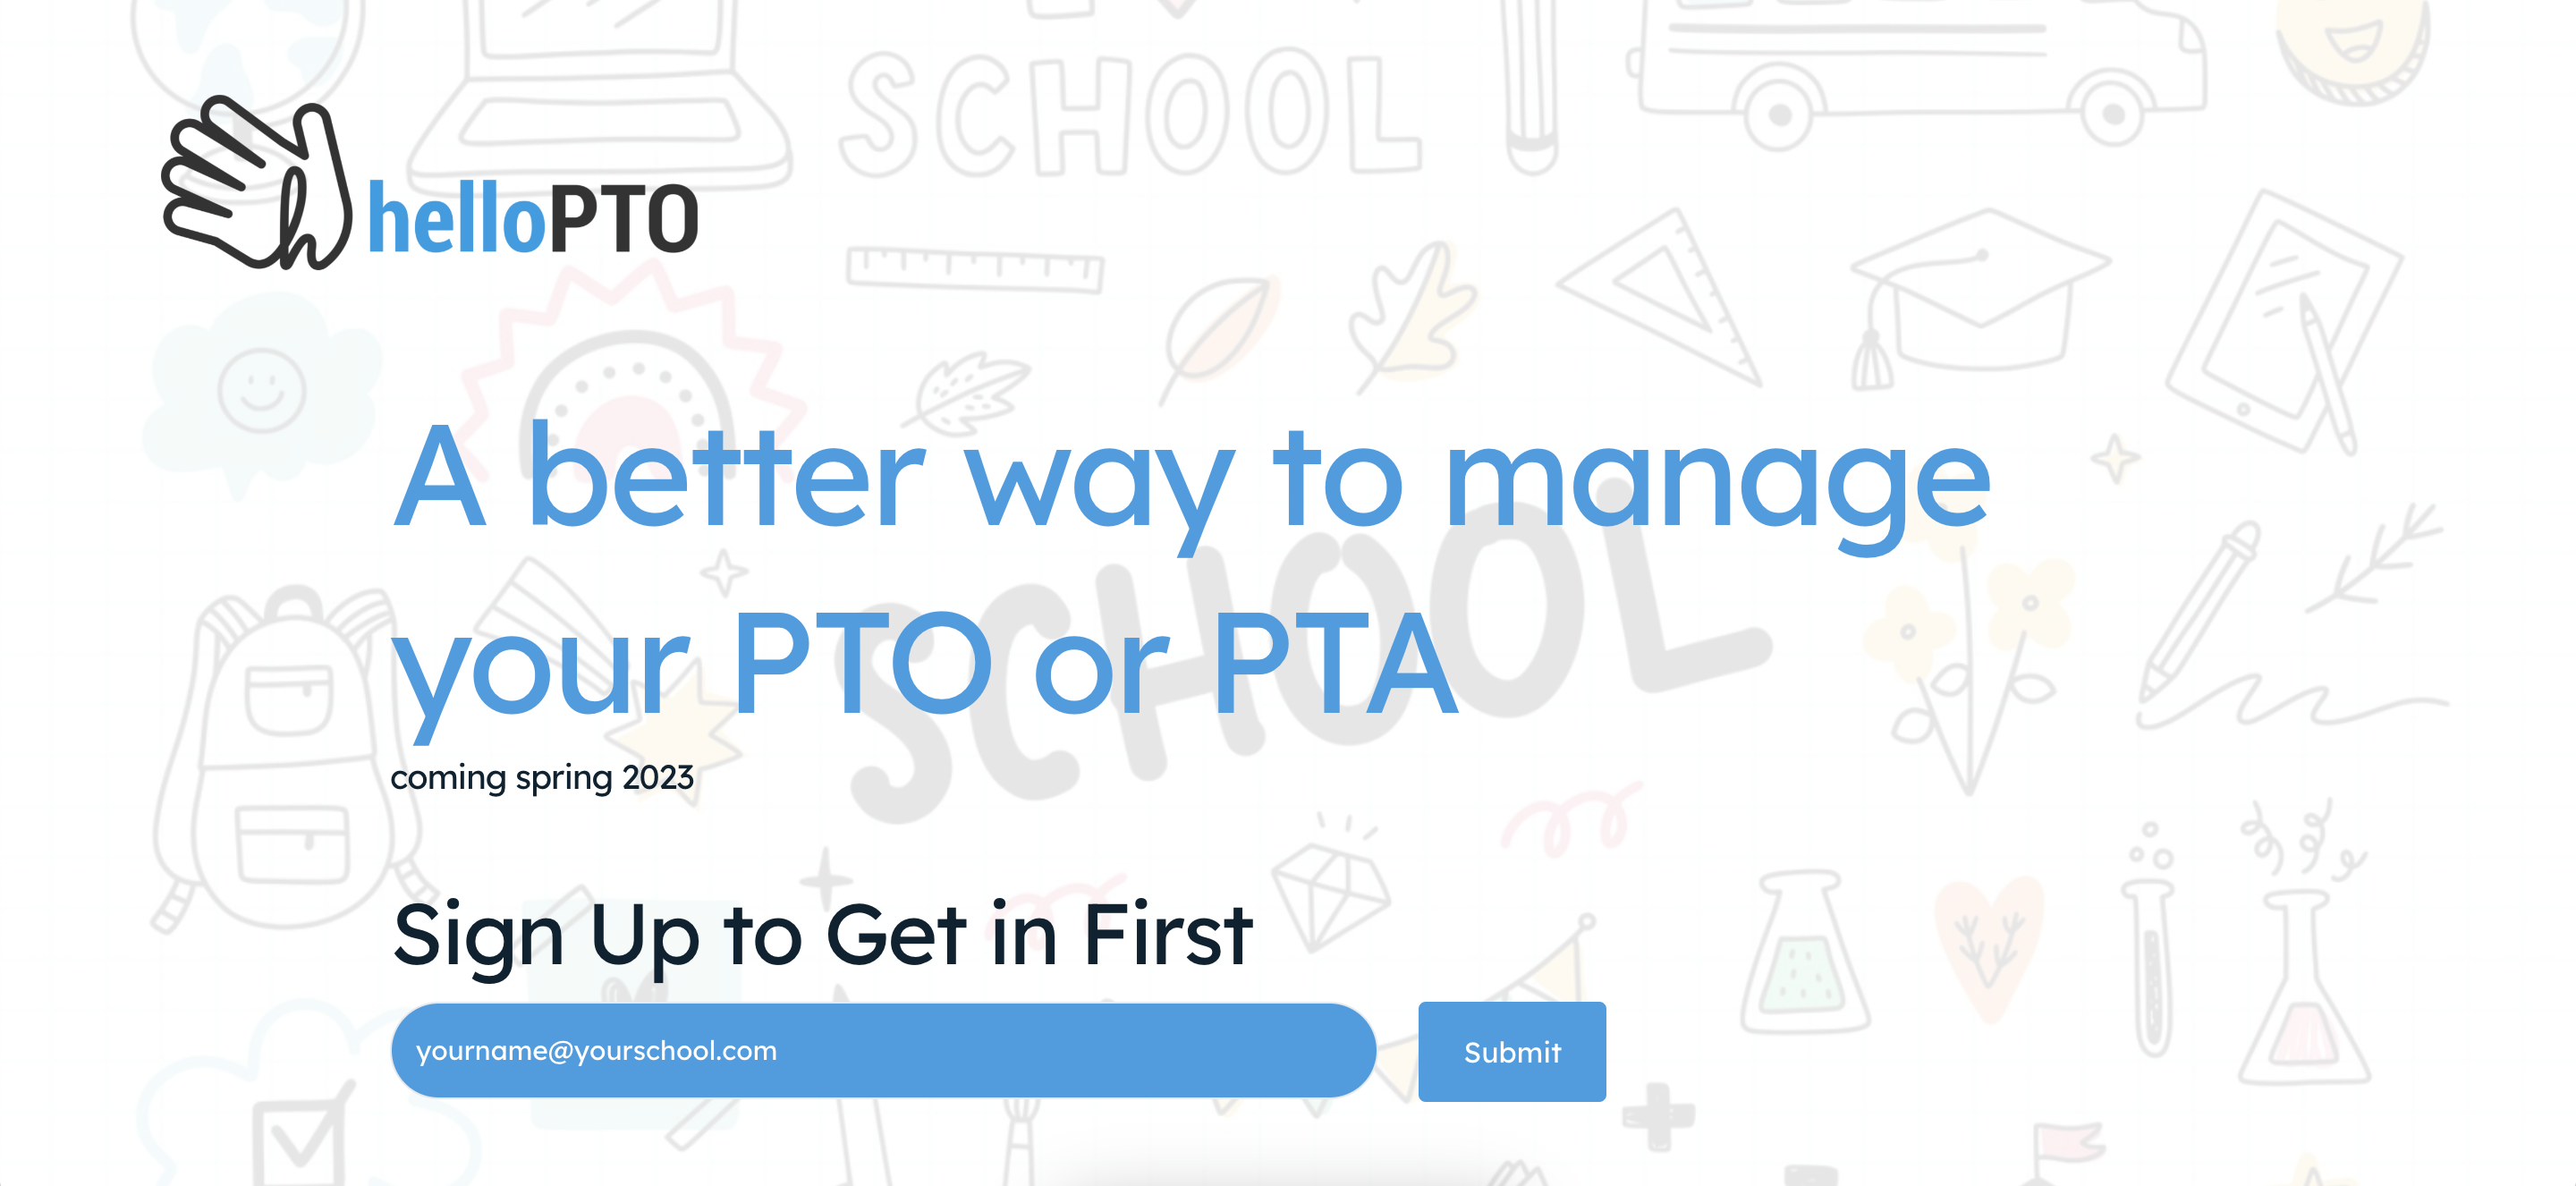 SCHOOL
helloPTO
A better way to manage
your PTO or PTA
SCHOOL
coming spring 2023
Sign Up to Get in First
yourname@yourschool.com
Submit